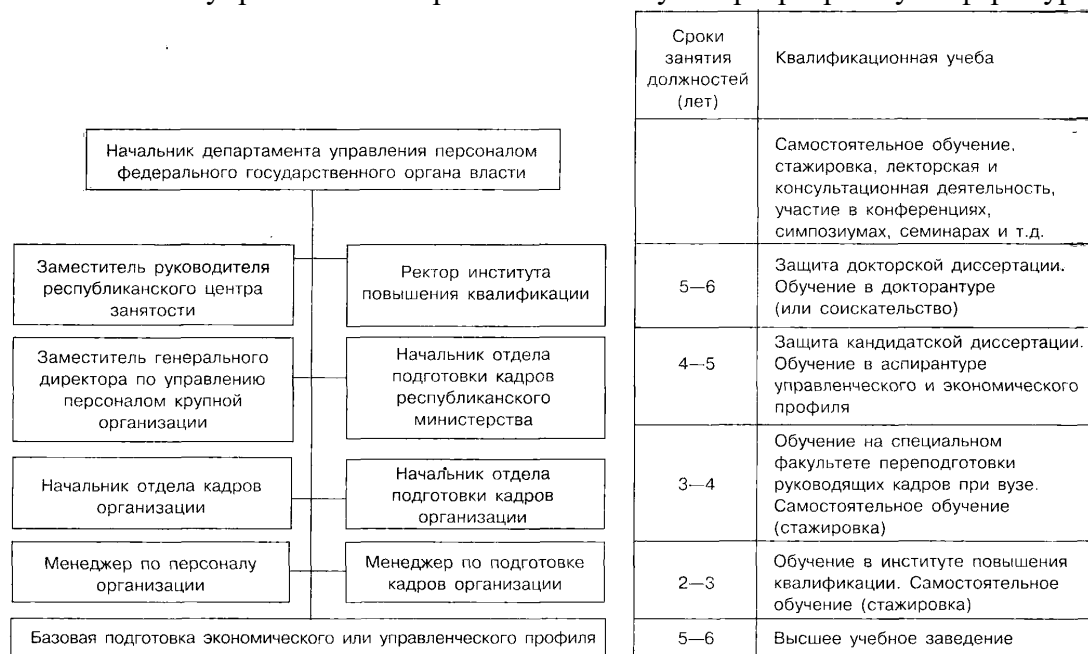 Сроки
занятия
должностей
(лет)
Квалификационная учеба
Начальник департамента управления персоналом
федерального государственного органа власти
Самостоятельное обучение,
стажировка, лекторская и
консультационная деятельность,
участие в конференциях,
симпозиумах, семинарах и т.д.
Заместитель руководителя
республиканского центра
занятости
Ректор института
повышения квалификации
5—6
Защита докторской диссертации.
Обучение в докторантуре
(или соискательство)
Заместитель генерального
директора по управлению
персоналом крупной
организации
Начальник отдела
подготовки кадров
республиканского
министерства
4—5
Защита кандидатской диссертации.
Обучение в аспирантуре
управленческого и экономического
профиля
Начальник отдела кадров
организации
Начальник отдела
подготовки кадров
организации
3—4
Обучение на специальном
факультете переподготовки
руководящих кадров при вузе.
Самостоятельное обучение
(стажировка)
Менеджер по персоналу
организации
Менеджер по подготовке
кадров организации
2—3
Обучение в институте повышения
квалификации. Самостоятельное
обучение (стажировка)
Базовая подготовка экономического или управленческого профиля
5—6
Высшее учебное заведение